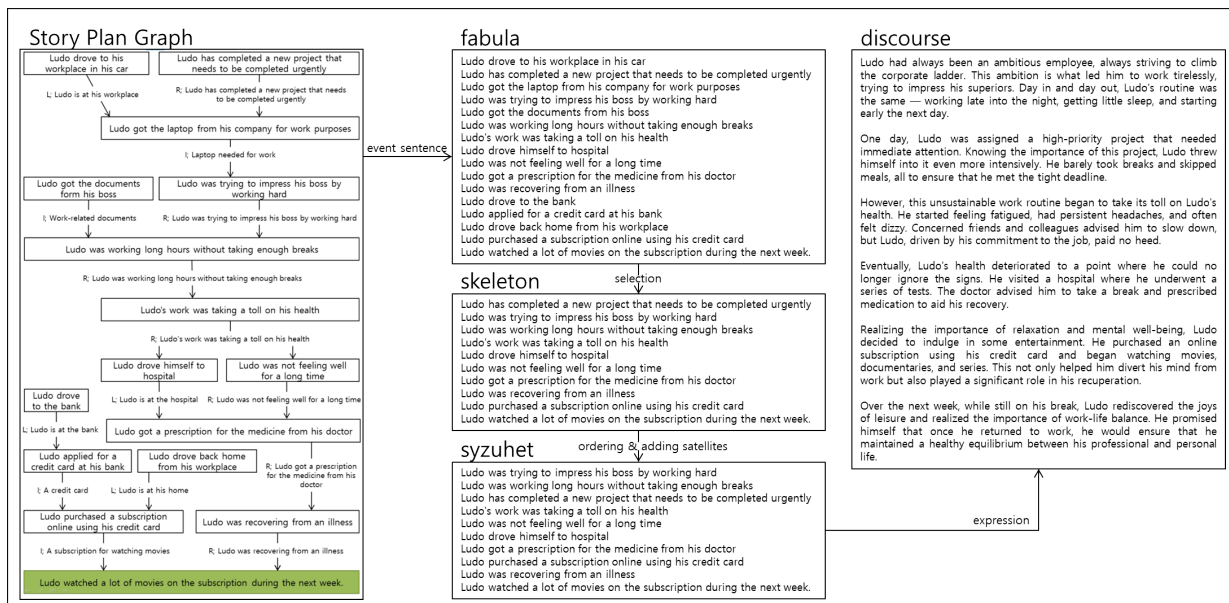 Story Plan Graph
Ludo drove to his
workplace in his car
Ludo has completed a new project that
needs to be completed urgently
L; Ludo is at his workplace
R; Ludo has completed a new project that needs
to be completed urgently
Ludo got the laptop from his company for work purposes
I; Laptop needed for work
Ludo got the documents
form his boss
Ludo was trying to impress his boss by
working hard
I; Work-related documents
R; Ludo was trying to impress his boss by working hard
Ludo was working long hours without taking enough breaks
R; Ludo was working long hours without taking enough breaks
Ludo's work was taking a toll on his health
R; Ludo's work was taking a toll on his health
Ludo drove himself to
hospital
Ludo was not feeling well
for a long time
Ludo drove
to the bank
L; Ludo is at the hospital
R; Ludo was not feeling well for a long time
L; Ludo is at the bank
Ludo got a prescription for the medicine from his doctor
Ludo applied for a
credit card at his bank
Ludo drove back home
from his workplace
R; Ludo got a prescription
for the medicine from his
doctor
I; A credit card
L; Ludo is at his home
Ludo purchased a subscription
online using his credit card
Ludo was recovering from an illness
I; A subscription for watching movies
R; Ludo was recovering from an illness
Ludo watched a lot of movies on the subscription during the next week.
event sentence
fabula
Ludo drove to his workplace in his car
Ludo has completed a new project that needs to be completed urgently
Ludo got the laptop from his company for work purposes
Ludo was trying to impress his boss by working hard
Ludo got the documents from his boss
Ludo was working long hours without taking enough breaks
Ludo's work was taking a toll on his health
Ludo drove himself to hospital
Ludo was not feeling well for a long time
Ludo got a prescription for the medicine from his doctor
Ludo was recovering from an illness
Ludo drove to the bank
Ludo applied for a credit card at his bank
Ludo drove back home from his workplace
Ludo purchased a subscription online using his credit card
Ludo watched a lot of movies on the subscription during the next week.
selection
skeleton
Ludo has completed a new project that needs to be completed urgently
Ludo was trying to impress his boss by working hard
Ludo was working long hours without taking enough breaks
Ludo's work was taking a toll on his health
Ludo drove himself to hospital
Ludo was not feeling well for a long time
Ludo got a prescription for the medicine from his doctor
Ludo was recovering from an illness
Ludo purchased a subscription online using his credit card
Ludo watched a lot of movies on the subscription during the next week.
ordering & adding satellites
syzuhet
Ludo was trying to impress his boss by working hard
Ludo was working long hours without taking enough breaks
Ludo has completed a new project that needs to be completed urgently
Ludo's work was taking a toll on his health
Ludo was not feeling well for a long time
Ludo drove himself to hospital
Ludo got a prescription for the medicine from his doctor
Ludo purchased a subscription online using his credit card
Ludo was recovering from an illness
Ludo watched a lot of movies on the subscription during the next week.
expression
discourse
Ludo had always been an ambitious employee, always striving to climb
the corporate ladder. This ambition is what led him to work tirelessly,
trying to impress his superiors. Day in and day out, Ludo's routine
was the same — working late into the night, getting little sleep, and starting
early the next day.
One day, Ludo was assigned a high-priority project that needed
immediate attention. Knowing the importance of this project, Ludo threw
himself into it even more intensively. He barely took breaks and skipped
meals, all to ensure that he met the tight deadline.
However, this unsustainable work routine began to take its toll on Ludo's
health. He started feeling fatigued, had persistent headaches, and often
felt dizzy. Concerned friends and colleagues advised him to slow down,
but Ludo, driven by his commitment to the job, paid no heed.
Eventually, Ludo's health deteriorated to a point where he could no
longer ignore the signs. He visited a hospital where he underwent a
series of tests. The doctor advised him to take a break and prescribed
medication to aid his recovery.
Realizing the importance of relaxation and mental well-being, Ludo
decided to indulge in some entertainment. He purchased an online
subscription using his credit card and began watching movies,
documentaries, and series. This not only helped him divert his mind from
work but also played a significant role in his recuperation.
Over the next week, while still on his break, Ludo rediscovered the joys
of leisure and realized the importance of work-life balance. He promised
himself that once he returned to work, he would ensure that he
maintained a healthy equilibrium between his professional and personal
life.